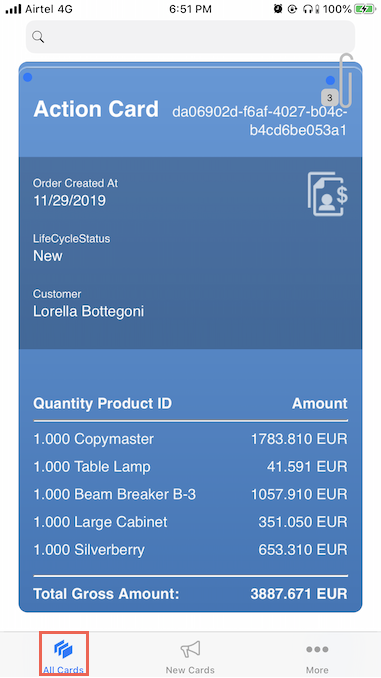 Airtel 4G 6:51 PM 100%
3
Action Card da06902d-f6af-4027-b04c-
b4cd6be053a1
Order Created At
11/29/2019
$
LifeCycleStatus
New
Customer
Lorella Bottegoni
Quantity Product ID Amount
1.000 Copymaster 1783.810 EUR
1.000 Table Lamp 41.591 EUR
1.000 Beam Breaker B-3 1057.910 EUR
1.000 Large Cabinet 351.050 EUR
1.000 Silverberry 653.310 EUR
Total Gross Amount: 3887.671 EUR
All Cards New Cards More